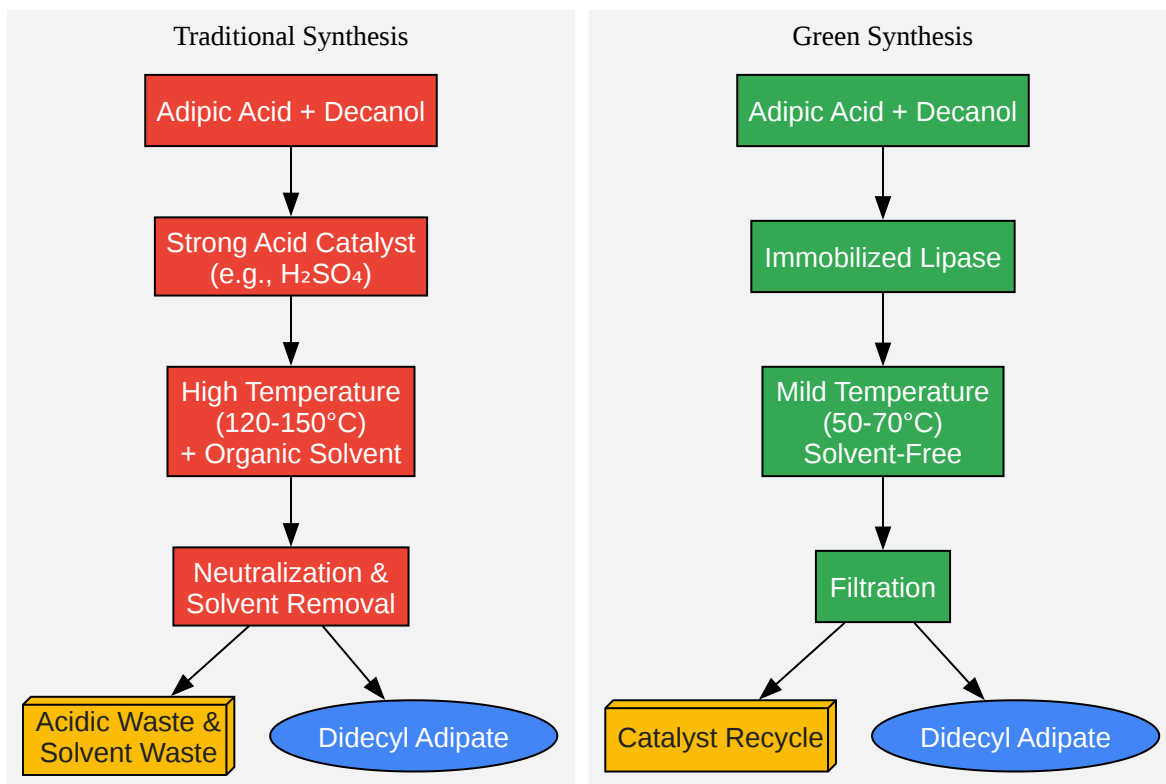 Traditional Synthesis
Adipic Acid + Decanol
Strong Acid Catalyst
(e.g., H₂SO₄)
High Temperature
(120-150°C)
+ Organic Solvent
Neutralization &
Solvent Removal
Acidic Waste &
Solvent Waste
Didecyl Adipate
Green Synthesis
Adipic Acid + Decanol
Immobilized Lipase
Mild Temperature
(50-70°C)
Solvent-Free
Filtration
Catalyst Recycle
Didecyl Adipate